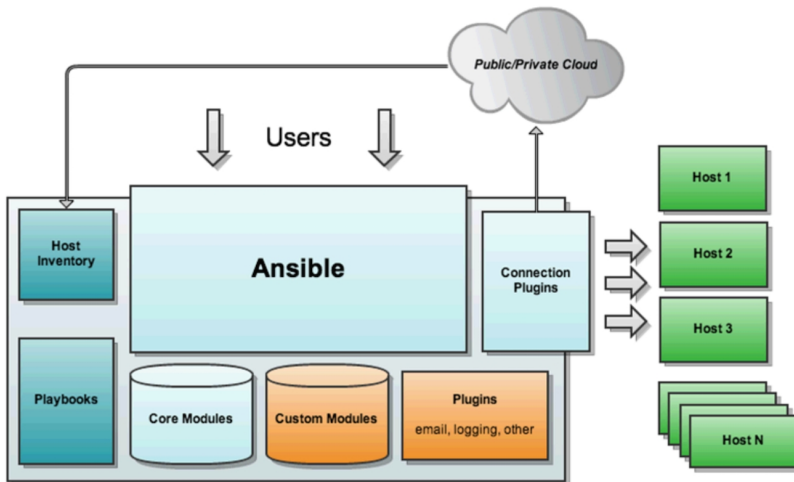 Public/Private Cloud
Users
Host 1
Host
Inventory
Ansible
Connection
Plugins
Host 2
Host 3
Playbooks
Core Modules
Custom Modules
Plugins
email, logging, other
Host N